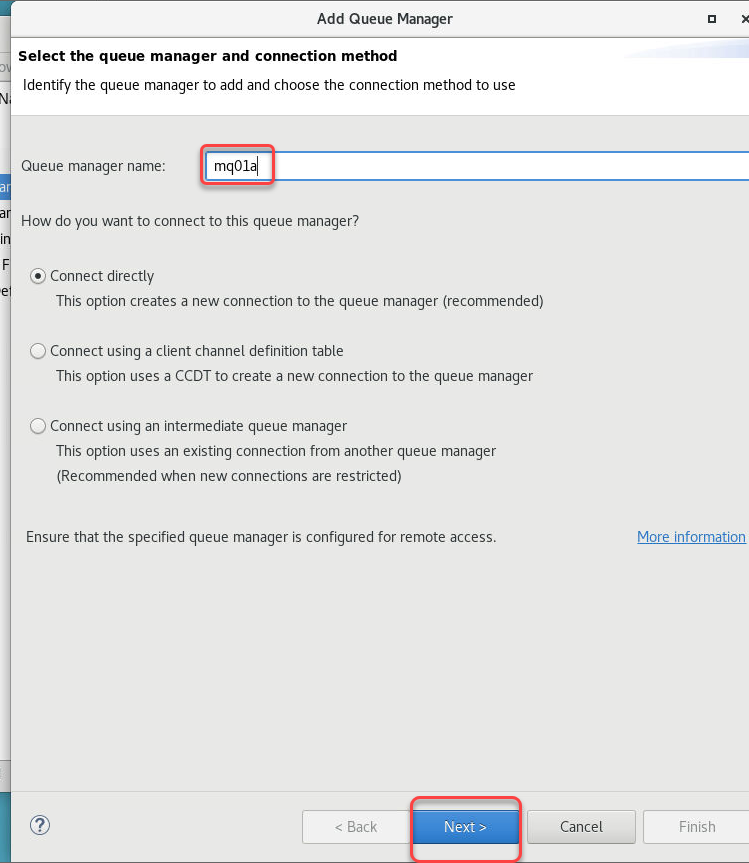 Add Queue Manager
Select the queue manager and connection method
Identify the queue manager to add and choose the connection method to use
Queue manager name: mq01a
How do you want to connect to this queue manager?
Connect directly
This option creates a new connection to the queue manager (recommended)
Connect using a client channel definition table
This option uses a CCDT to create a new connection to the queue manager
Connect using an intermediate queue manager
This option uses an existing connection from another queue manager
(Recommended when new connections are restricted)
Ensure that the specified queue manager is configured for remote access. More information
? < Back Next > Cancel Finish